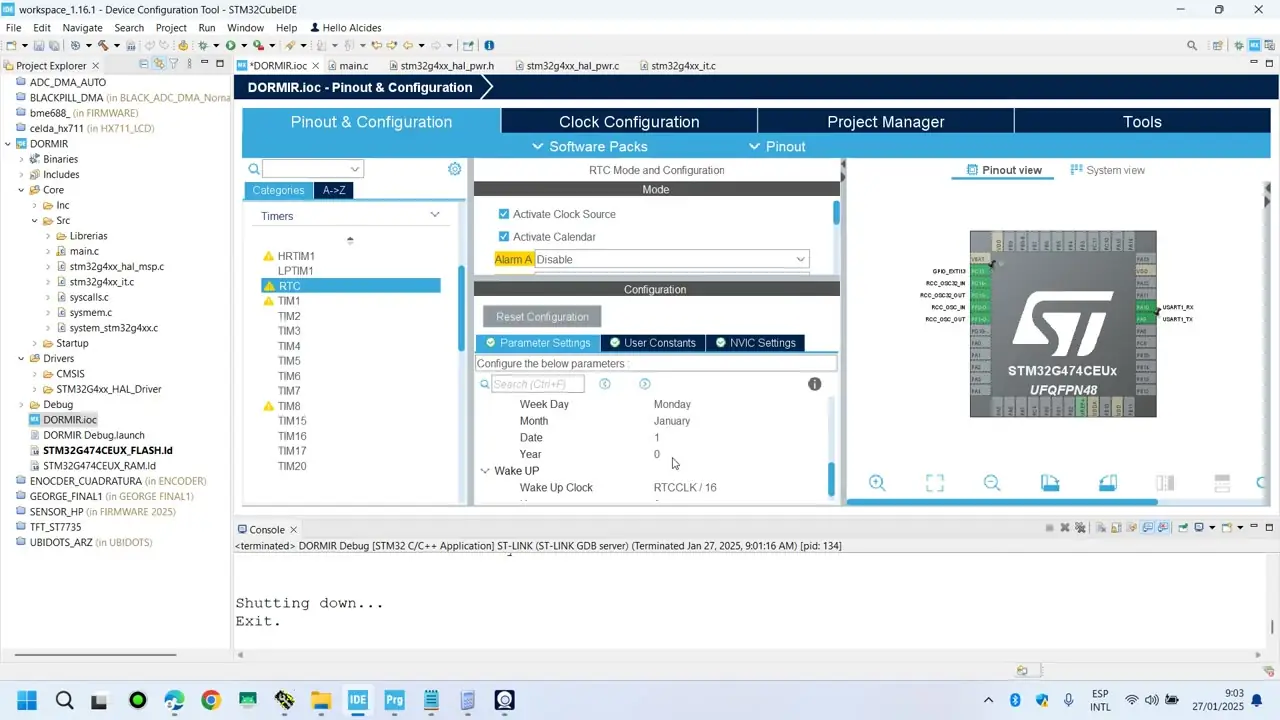 workspace_1.16.1 - Device Configuration Tool - STM32CubeIDE
File Edit Navigate Search Project Run Window Help Hello Alcides
Project Explorer
*DORMIR.ioc main.c stm32g4xx_hal_pwr.h stm32g4xx_hal_pwr.c stm32g4xx_it.c
ADC_DMA_AUTO
BLACKPILL_DMA (in BLACK_ADC_DMA_Norma
bme688_ (in FIRMWARE)
celda_hx711 (in HX711_LCD)
DORMIR
Binaries
Includes
Core
Inc
Src
Librerias
main.c
stm32g4xx_hal_msp.c
stm32g4xx_it.c
syscalls.c
sysmem.c
system_stm32g4xx.c
Startup
Drivers
CMSIS
STM32G4xx_HAL_Driver
Debug
DORMIR.ioc
DORMIR Debug.launch
STM32G474CEUX_FLASH.ld
STM32G474CEUX_RAM.ld
ENOCDER_CUADRATURA (in ENCODER)
GEORGE_FINAL1 (in GEORGE FINAL1)
SENSOR_HP (in FIRMWARE 2025)
TFT_ST7735
UBIDOTS_ARZ (in UBIDOTS)
DORMIR.ioc - Pinout & Configuration
Pinout & Configuration Clock Configuration Project Manager Tools
Software Packs Pinout
Categories A->Z
Timers
HRTIM1
LPTIM1
RTC
TIM1
TIM2
TIM3
TIM4
TIM5
TIM6
TIM7
TIM8
TIM15
TIM16
TIM17
TIM20
RTC Mode and Configuration
Mode
Activate Clock Source
Activate Calendar
Alarm A Disable
Configuration
Reset Configuration
Parameter Settings User Constants NVIC Settings
Configure the below parameters :
Search (Ctrl+F)
Week Day Monday
Month January
Date 1
Year 0
Wake UP
Wake Up Clock RTCCLK / 16
Pinout view System view
GPIO_EXTI13
RCC_OSC32_IN
RCC_OSC32_OUT
RCC_OSC_IN
RCC_OSC_OUT
USART1_RX
USART1_TX
STM32G474CEUx
UFQFPN48
Console
<terminated> DORMIR Debug [STM32 C/C++ Application] ST-LINK (ST-LINK GDB server) (Terminated Jan 27, 2025, 9:01:16 AM) [pid: 134]
Shutting down...
Exit.
IDE Prg
ESP
INTL
9:03
27/01/2025